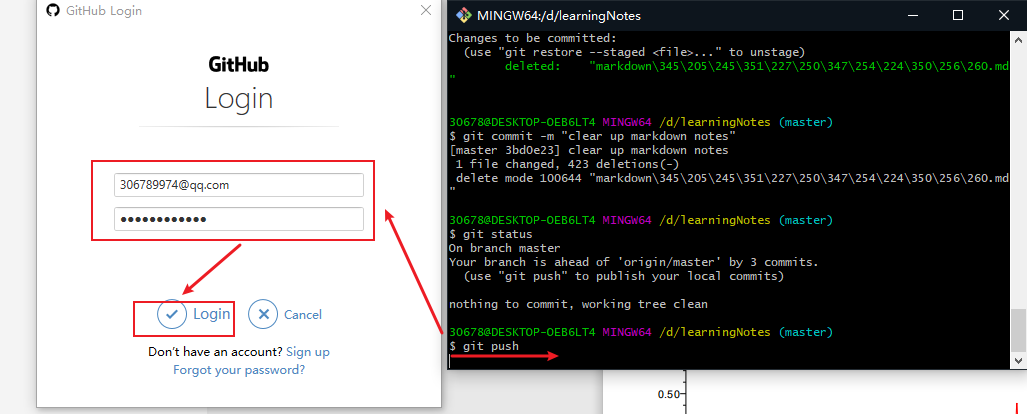 GitHub Login
GitHub
Login
306789974@qq.com
Login
Cancel
Don't have an account? Sign up
Forgot your password?
MINGW64:/d/learningNotes
Changes to be committed:
(use "git restore --staged <file>..." to unstage)
deleted: "markdown\345\205\245\351\227\250\347\254\224\350\256\260.md
"
30678@DESKTOP-OEB6LT4 MINGW64 /d/learningNotes (master)
$ git commit -m "clear up markdown notes"
[master 3bd0e23] clear up markdown notes
1 file changed, 423 deletions(-)
delete mode 100644 "markdown\345\205\245\351\227\250\347\254\224\350\256\260.md
"
30678@DESKTOP-OEB6LT4 MINGW64 /d/learningNotes (master)
$ git status
On branch master
Your branch is ahead of 'origin/master' by 3 commits.
(use "git push" to publish your local commits)
nothing to commit, working tree clean
30678@DESKTOP-OEB6LT4 MINGW64 /d/learningNotes (master)
$ git push
0.50